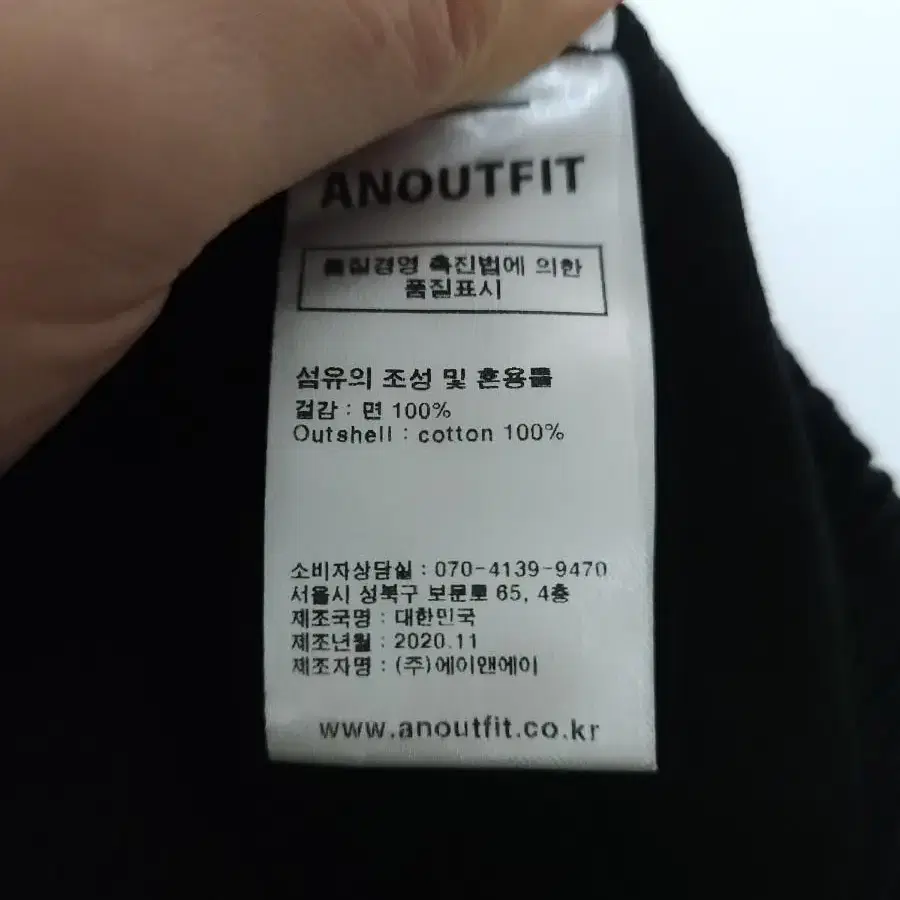 ANOUTFIT
품질경영 촉진법에 의한
품질표시
섬유의 조성 및 혼용률
겉감 : 면 100%
Outshell : cotton 100%
소비자상담실 : 070-4139-9470
서울시 성북구 보문로 65, 4층
제조국명 : 대한민국
제조년월 : 2020.11
제조자명 : (주)에이앤에이
www.anoutfit.co.kr